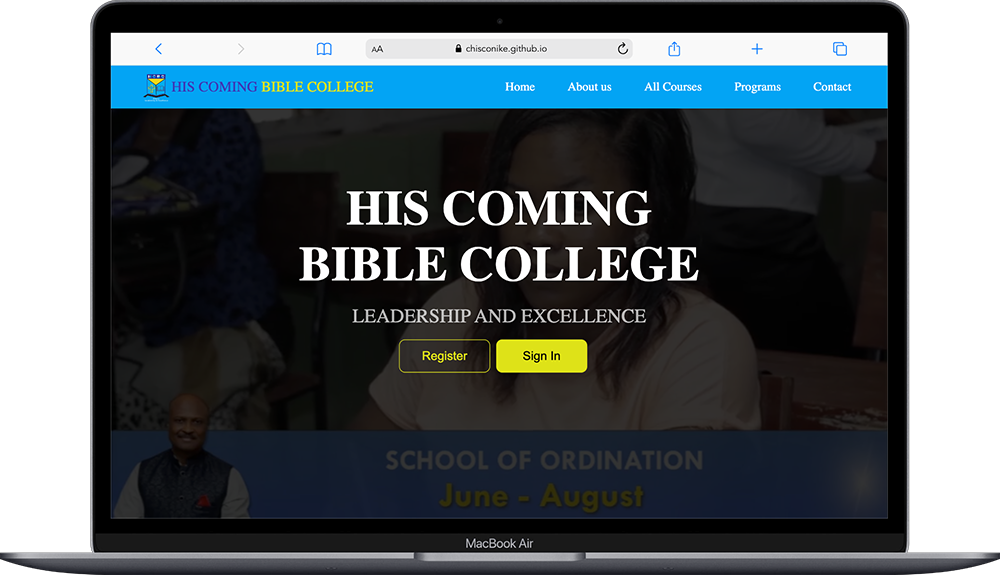 AA
chisconike.github.io
HIS COMING BIBLE COLLEGE
Home
About us
All Courses
Programs
Contact
HIS COMING
BIBLE COLLEGE
LEADERSHIP AND EXCELLENCE
Register
Sign In
SCHOOL OF ORDINATION
June - August
MacBook Air